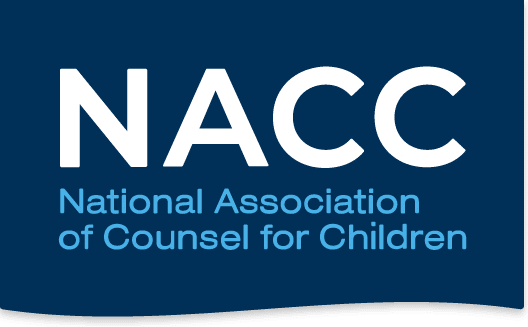 NACC
National Association
of Counsel for Children